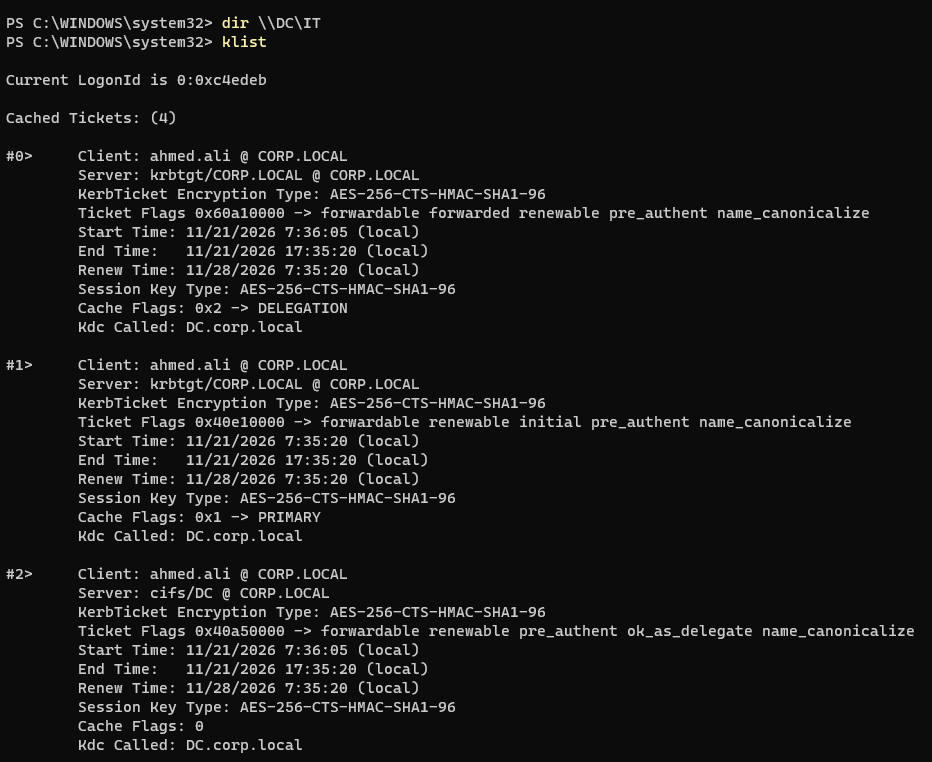 PS C:\WINDOWS\system32> dir \\DC\IT
PS C:\WINDOWS\system32> klist
Current LogonId is 0:0xc4edeb
Cached Tickets: (4)
#0>     Client: ahmed.ali @ CORP.LOCAL
        Server: krbtgt/CORP.LOCAL @ CORP.LOCAL
        KerbTicket Encryption Type: AES-256-CTS-HMAC-SHA1-96
        Ticket Flags 0x60a10000 -> forwardable forwarded renewable pre_authent name_canonicalize
        Start Time: 11/21/2026 7:36:05 (local)
        End Time:   11/21/2026 17:35:20 (local)
        Renew Time: 11/28/2026 7:35:20 (local)
        Session Key Type: AES-256-CTS-HMAC-SHA1-96
        Cache Flags: 0x2 -> DELEGATION
        Kdc Called: DC.corp.local
#1>     Client: ahmed.ali @ CORP.LOCAL
        Server: krbtgt/CORP.LOCAL @ CORP.LOCAL
        KerbTicket Encryption Type: AES-256-CTS-HMAC-SHA1-96
        Ticket Flags 0x40e10000 -> forwardable renewable initial pre_authent name_canonicalize
        Start Time: 11/21/2026 7:35:20 (local)
        End Time:   11/21/2026 17:35:20 (local)
        Renew Time: 11/28/2026 7:35:20 (local)
        Session Key Type: AES-256-CTS-HMAC-SHA1-96
        Cache Flags: 0x1 -> PRIMARY
        Kdc Called: DC.corp.local
#2>     Client: ahmed.ali @ CORP.LOCAL
        Server: cifs/DC @ CORP.LOCAL
        KerbTicket Encryption Type: AES-256-CTS-HMAC-SHA1-96
        Ticket Flags 0x40a50000 -> forwardable renewable pre_authent ok_as_delegate name_canonicalize
        Start Time: 11/21/2026 7:36:05 (local)
        End Time:   11/21/2026 17:35:20 (local)
        Renew Time: 11/28/2026 7:35:20 (local)
        Session Key Type: AES-256-CTS-HMAC-SHA1-96
        Cache Flags: 0
        Kdc Called: DC.corp.local